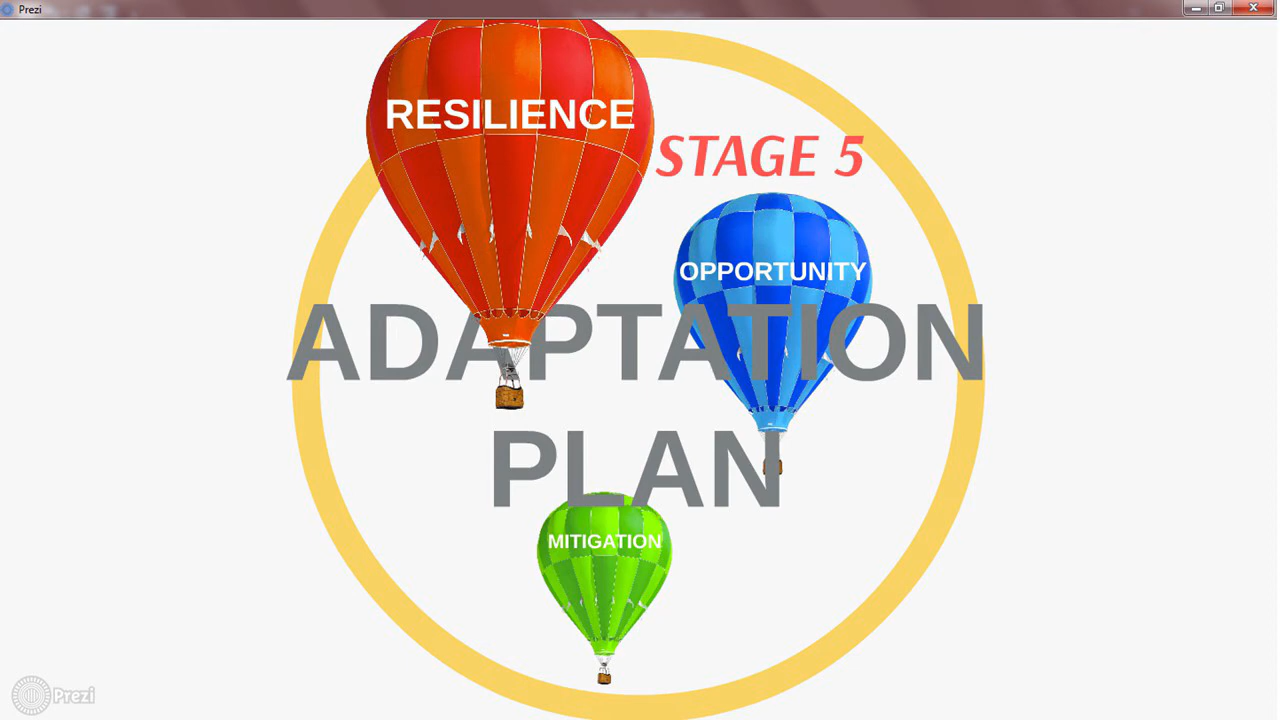 Prezi
RESILIENCE
STAGE 5
OPPORTUNITY
ADAPTATION
PLAN
MITIGATION
Prezi